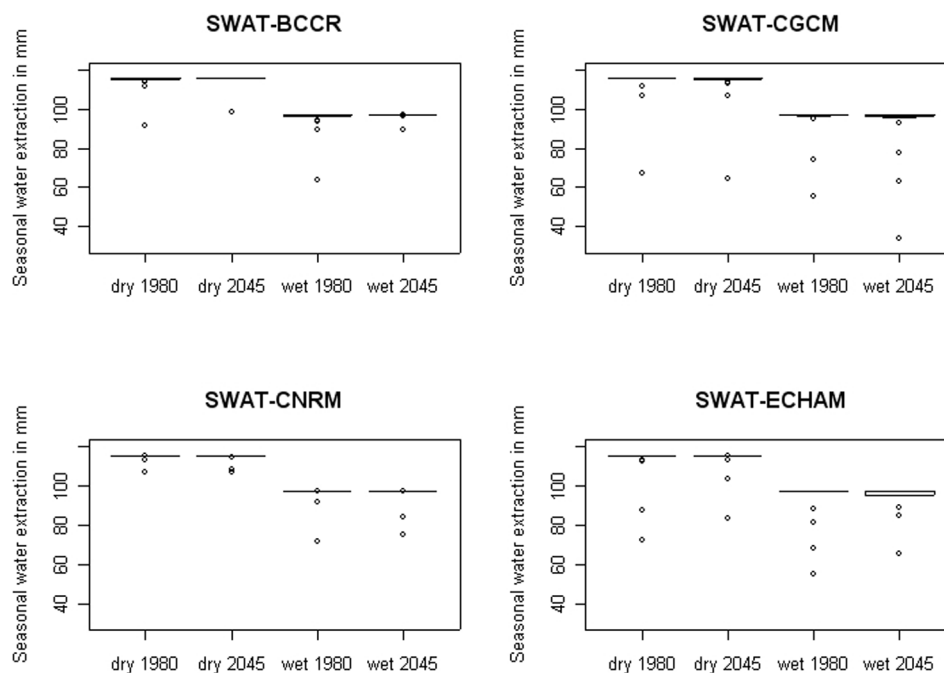 SWAT-BCCR
Seasonal water extraction in mm
100
80
60
40
dry 1980 dry 2045 wet 1980 wet 2045
SWAT-CGCM
Seasonal water extraction in mm
100
80
60
40
dry 1980 dry 2045 wet 1980 wet 2045
SWAT-CNRM
Seasonal water extraction in mm
100
80
60
40
dry 1980 dry 2045 wet 1980 wet 2045
SWAT-ECHAM
Seasonal water extraction in mm
100
80
60
40
dry 1980 dry 2045 wet 1980 wet 2045